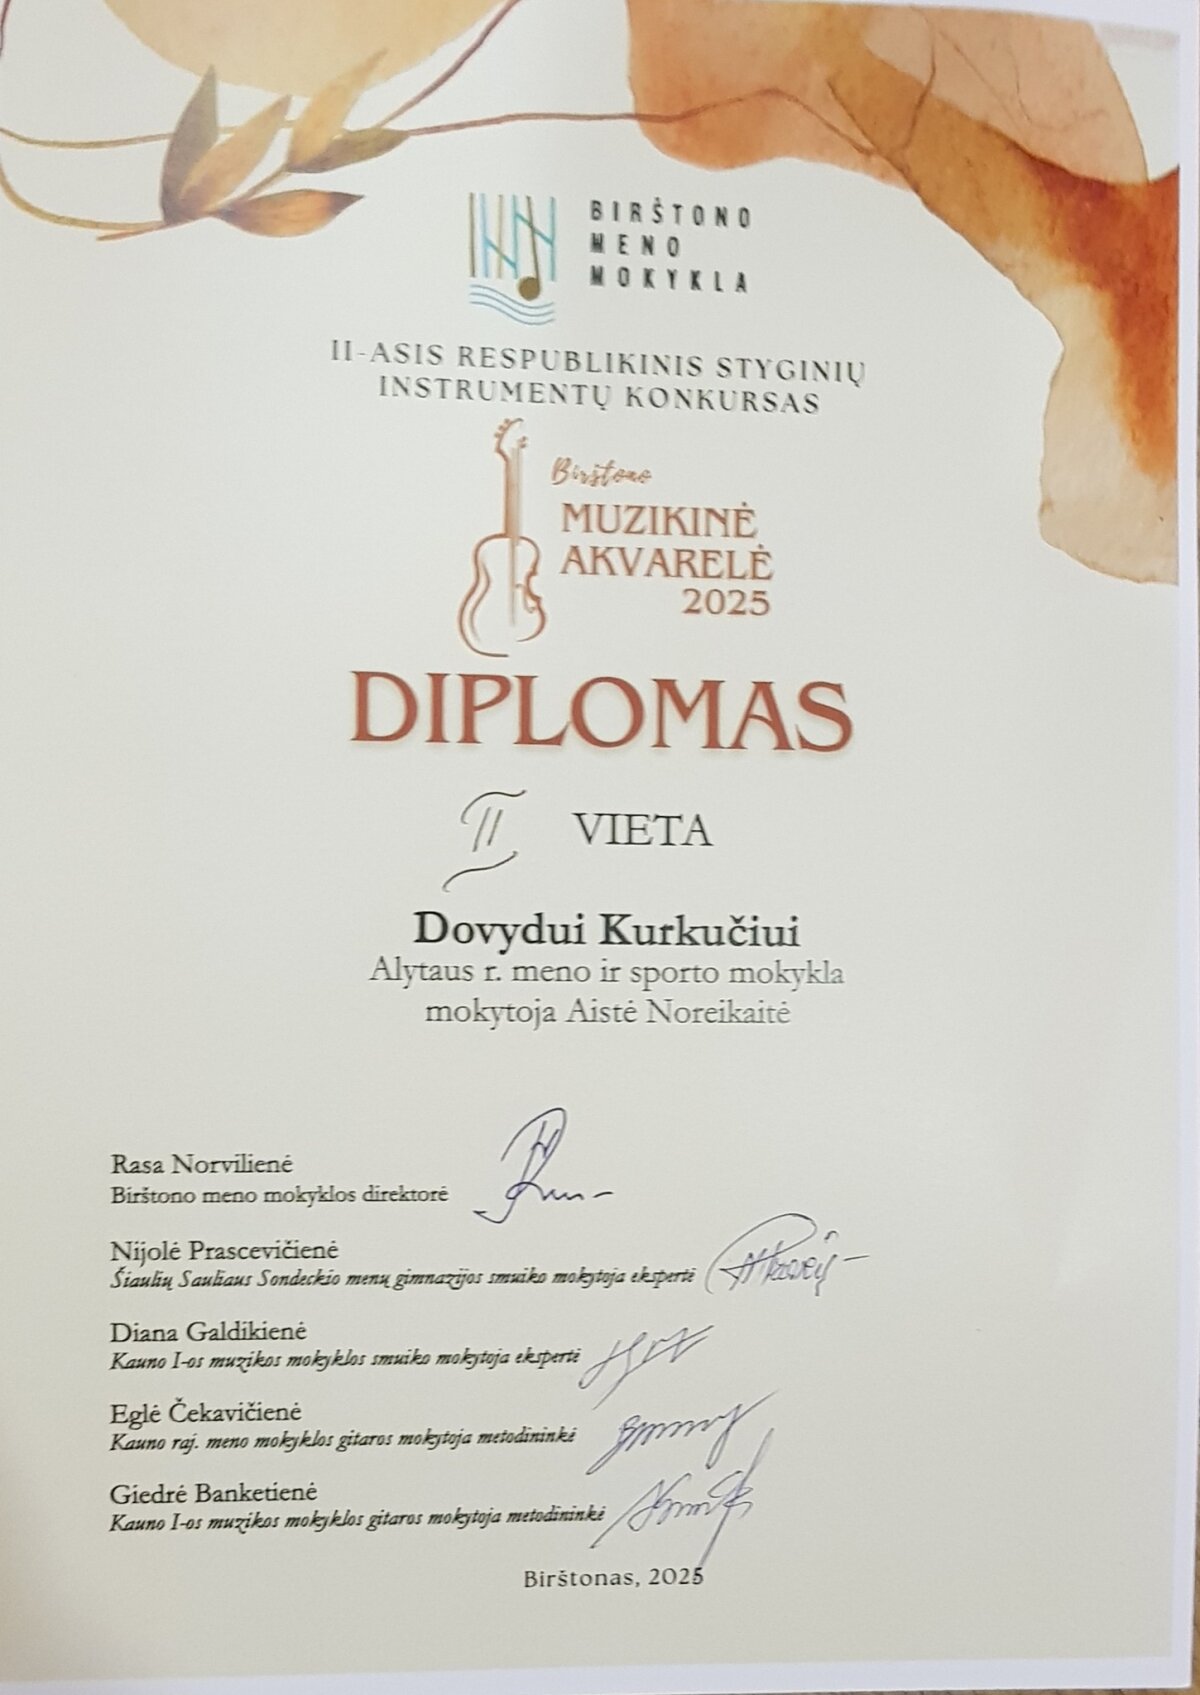 BIRŠTONO
MENO
MOKYKLA
II-ASIS RESPUBLIKINIS STYGINIŲ
INSTRUMENTŲ KONKURSAS
Birštono
MUZIKINĖ
AKVARELĖ
2025
DIPLOMAS
II VIETA
Dovydui Kurkučiui
Alytaus r. meno ir sporto mokykla
mokytoja Aistė Noreikaitė
Rasa Norvilienė
Birštono meno mokyklos direktorė
Nijolė Prascevičienė
Šiaulių Sauliaus Sondeckio menų gimnazijos smuiko mokytoja ekspertė
Diana Galdikienė
Kauno I-os muzikos mokyklos smuiko mokytoja ekspertė
Eglė Čekavičienė
Kauno raj. meno mokyklos gitaros mokytoja metodininkė
Giedrė Banketienė
Kauno I-os muzikos mokyklos gitaros mokytoja metodininkė
Birštonas, 2025